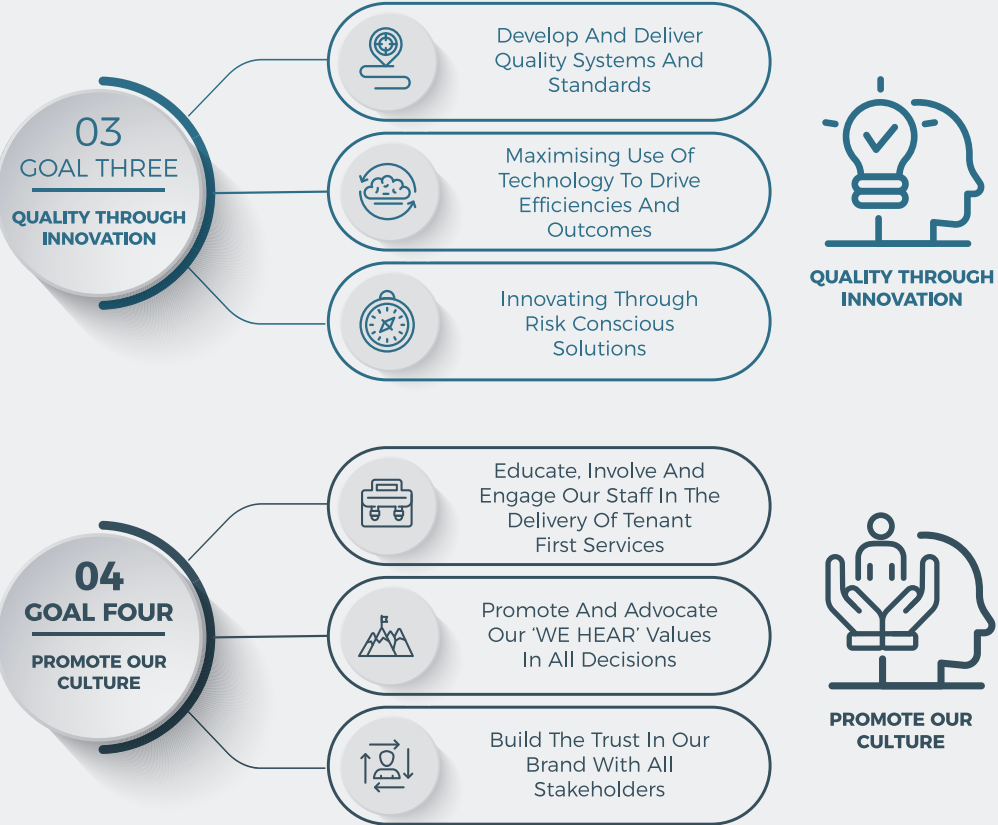 03
GOAL THREE
QUALITY THROUGH
INNOVATION
Develop And Deliver
Quality Systems And
Standards
Maximising Use Of
Technology To Drive
Efficiencies And
Outcomes
Innovating Through
Risk Conscious
Solutions
QUALITY THROUGH
INNOVATION
04
GOAL FOUR
PROMOTE OUR
CULTURE
Educate, Involve And
Engage Our Staff In The
Delivery Of Tenant
First Services
Promote And Advocate
Our ‘WE HEAR’ Values
In All Decisions
Build The Trust In Our
Brand With All
Stakeholders
PROMOTE OUR
CULTURE